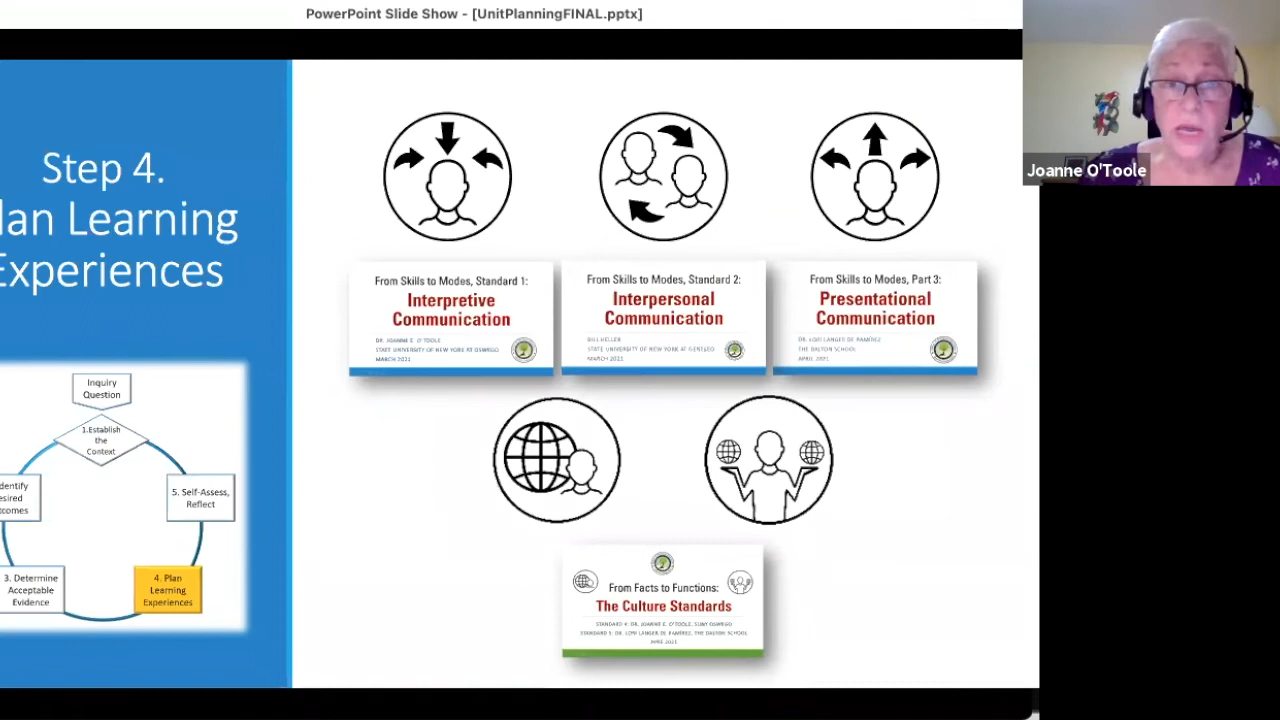 PowerPoint Slide Show - [UnitPlanningFINAL.pptx]
Joanne O'Toole
Step 4.
lan Learning
Experiences
Inquiry
Question
1.Establish
the
Context
dentify
esired
tcomes
5. Self-Assess,
Reflect
3. Determine
Acceptable
Evidence
4. Plan
Learning
Experiences
From Skills to Modes, Standard 1:
Interpretive
Communication
DR. JOANNE E. O'TOOLE
STATE UNIVERSITY OF NEW YORK AT OSWEGO
MARCH 2021
From Skills to Modes, Standard 2:
Interpersonal
Communication
BILL HELLER
STATE UNIVERSITY OF NEW YORK AT GENESEO
MARCH 2021
From Skills to Modes, Part 3:
Presentational
Communication
DR. LORI LANGER DE RAMÍREZ
THE DALTON SCHOOL
APRIL 2021
From Facts to Functions:
The Culture Standards
STANDARD 4: DR. JOANNE E. O'TOOLE, SUNY OSWEGO
STANDARD 5: DR. LORI LANGER DE RAMÍREZ, THE DALTON SCHOOL